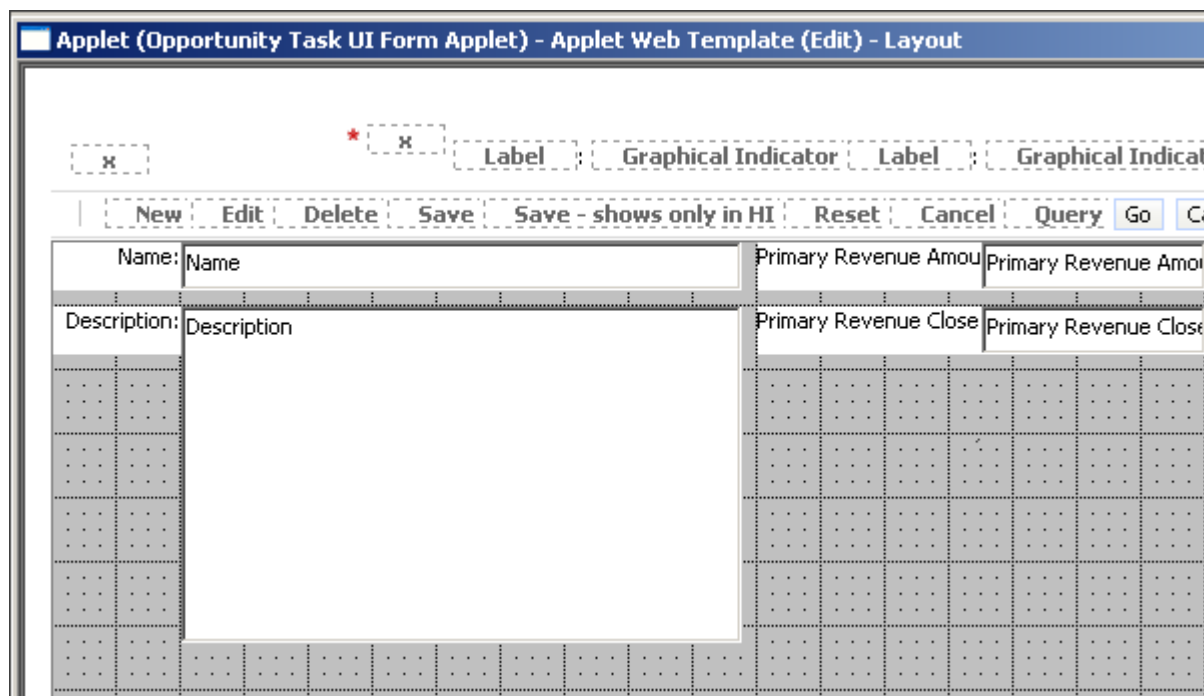 Applet (Opportunity Task UI Form Applet) - Applet Web Template (Edit) - Layout
x * x Label : Graphical Indicator Label : Graphical Indicat
New Edit Delete Save Save - shows only in HI Reset Cancel Query Go Ca
Name: Name Primary Revenue Amou Primary Revenue Amou
Description: Description Primary Revenue Close Primary Revenue Close